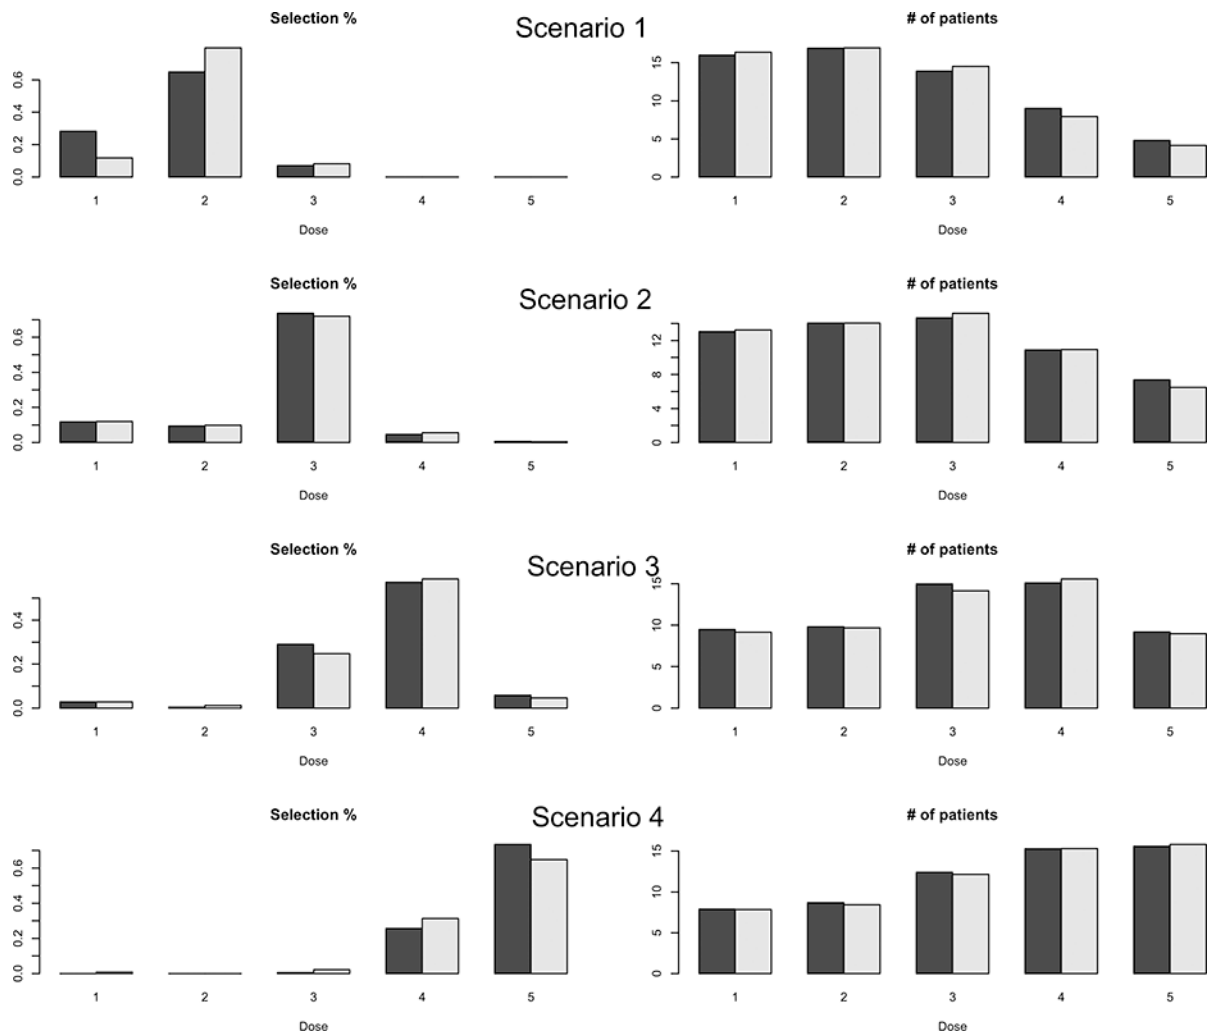 Selection %
Scenario 1
# of patients
0.0 0.2 0.4 0.6
0 5 10 15
1 2 3 4 5
1 2 3 4 5
Dose
Dose
Selection %
Scenario 2
# of patients
0.0 0.2 0.4 0.6
0 4 8 12
1 2 3 4 5
1 2 3 4 5
Dose
Dose
Selection %
Scenario 3
# of patients
0.0 0.2 0.4
0 5 10 15
1 2 3 4 5
1 2 3 4 5
Dose
Dose
Selection %
Scenario 4
# of patients
0.0 0.2 0.4 0.6
0 5 10 15
1 2 3 4 5
1 2 3 4 5
Dose
Dose